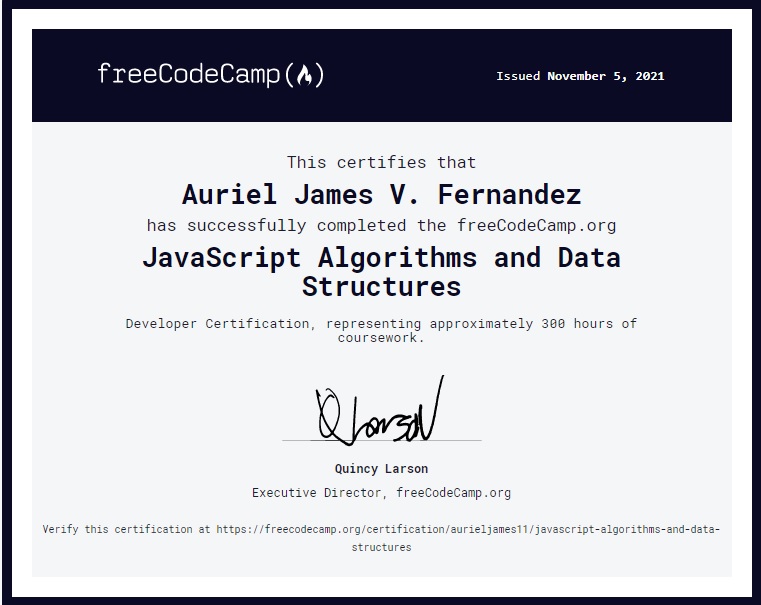 freeCodeCamp
Issued November 5, 2021
This certifies that
Auriel James V. Fernandez
has successfully completed the freeCodeCamp.org
JavaScript Algorithms and Data
Structures
Developer Certification, representing approximately 300 hours of
coursework.
Q Larson
Quincy Larson
Executive Director, freeCodeCamp.org
Verify this certification at https://freecodecamp.org/certification/aurieljames11/javascript-algorithms-and-data-
structures